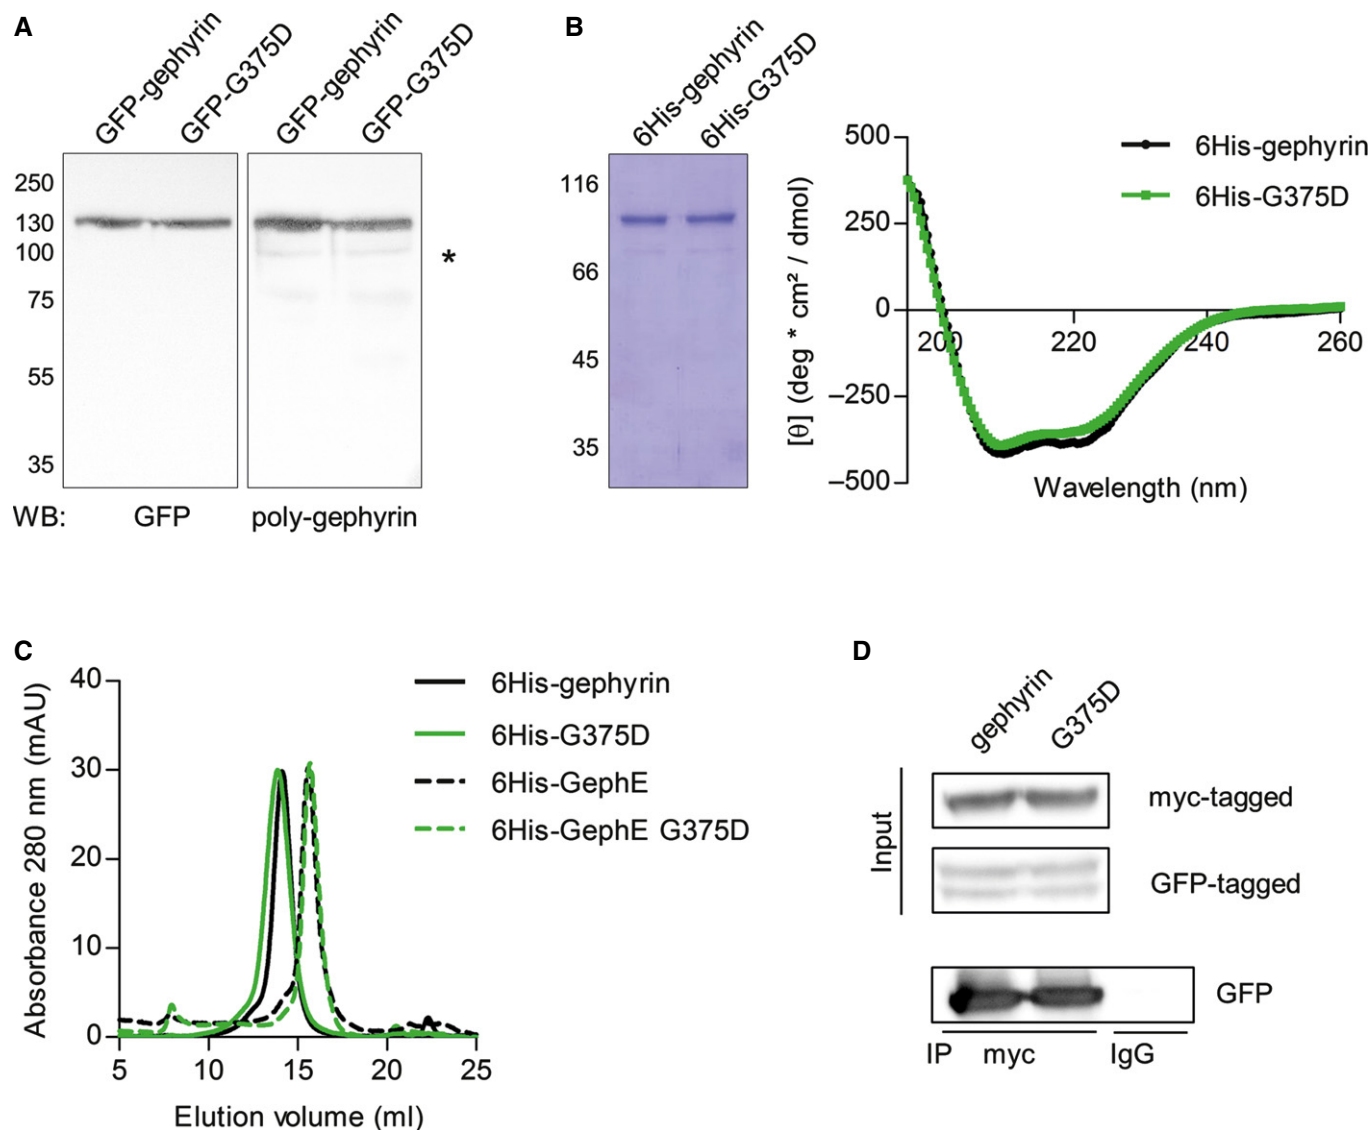 A
GFP-gephyrin
GFP-G375D
GFP-gephyrin
GFP-G375D
250
130
100
75
55
35
*
WB: GFP poly-gephyrin
B
6His-gephyrin
6His-G375D
116
66
45
35
[θ] (deg * cm² / dmol)
500
250
0
−250
−500
200 220 240 260
Wavelength (nm)
6His-gephyrin
6His-G375D
C
Absorbance 280 nm (mAU)
40
30
20
10
0
5 10 15 20 25
Elution volume (ml)
6His-gephyrin
6His-G375D
6His-GephE
6His-GephE G375D
D
gephyrin
G375D
Input
myc-tagged
GFP-tagged
GFP
IP myc IgG